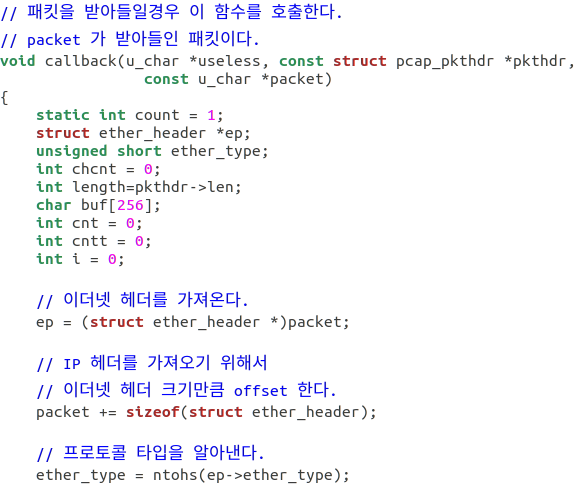 // 패킷을 받아들일경우 이 함수를 호출한다.
// packet 가 받아들인 패킷이다.
void callback(u_char *useless, const struct pcap_pkthdr *pkthdr,
                const u_char *packet)
{
    static int count = 1;
    struct ether_header *ep;
    unsigned short ether_type;
    int chcnt = 0;
    int length=pkthdr->len;
    char buf[256];
    int cnt = 0;
    int cntt = 0;
    int i = 0;

    // 이더넷 헤더를 가져온다.
    ep = (struct ether_header *)packet;

    // IP 헤더를 가져오기 위해서
    // 이더넷 헤더 크기만큼 offset 한다.
    packet += sizeof(struct ether_header);

    // 프로토콜 타입을 알아낸다.
    ether_type = ntohs(ep->ether_type);